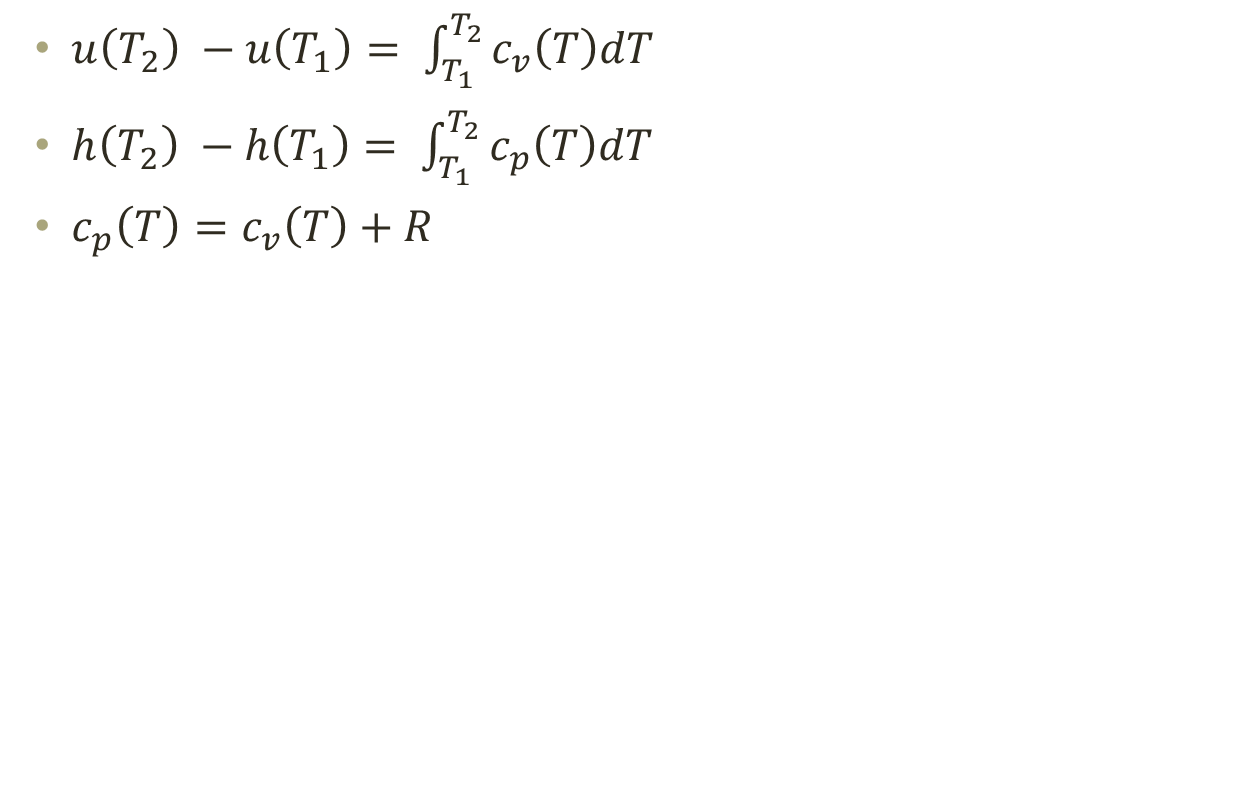 • u(T₂) − u(T₁) = ∫_{T₁}^{T₂} c_v(T)dT
• h(T₂) − h(T₁) = ∫_{T₁}^{T₂} c_p(T)dT
• c_p(T) = c_v(T) + R